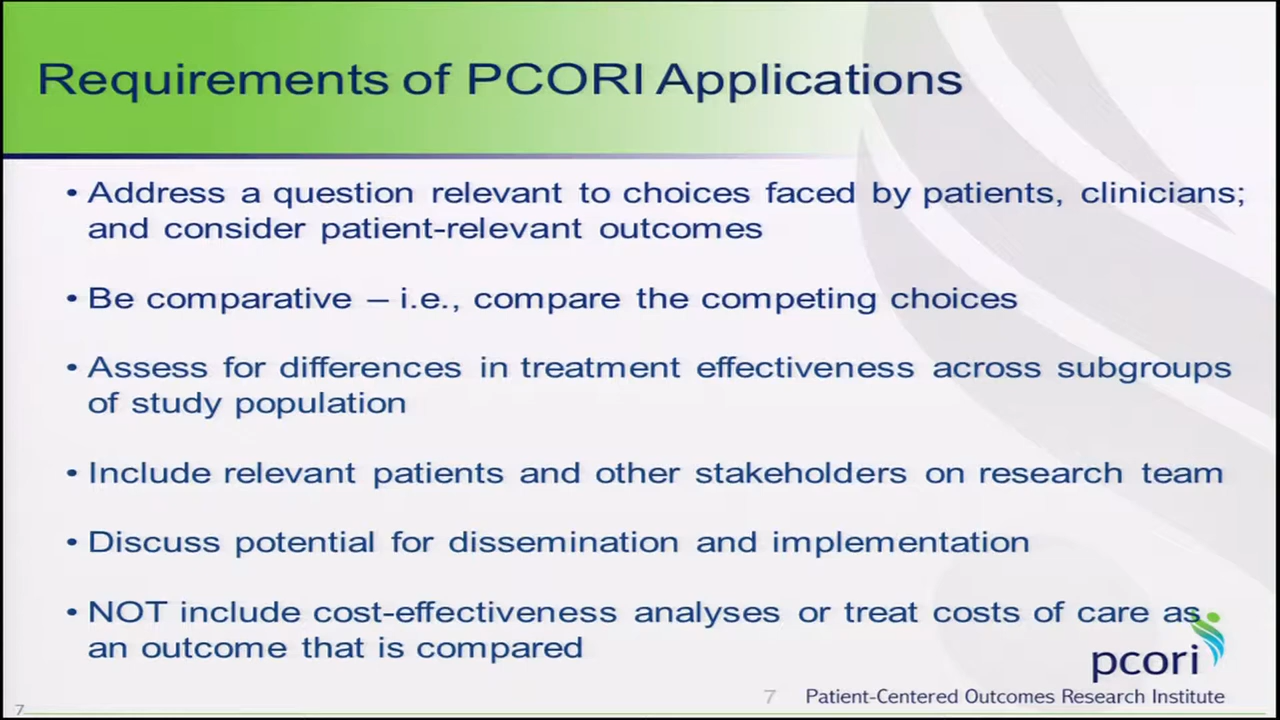 Requirements of PCORI Applications
• Address a question relevant to choices faced by patients, clinicians;
and consider patient-relevant outcomes
• Be comparative – i.e., compare the competing choices
• Assess for differences in treatment effectiveness across subgroups
of study population
• Include relevant patients and other stakeholders on research team
• Discuss potential for dissemination and implementation
• NOT include cost-effectiveness analyses or treat costs of care as
an outcome that is compared
pcori
7 Patient-Centered Outcomes Research Institute
7